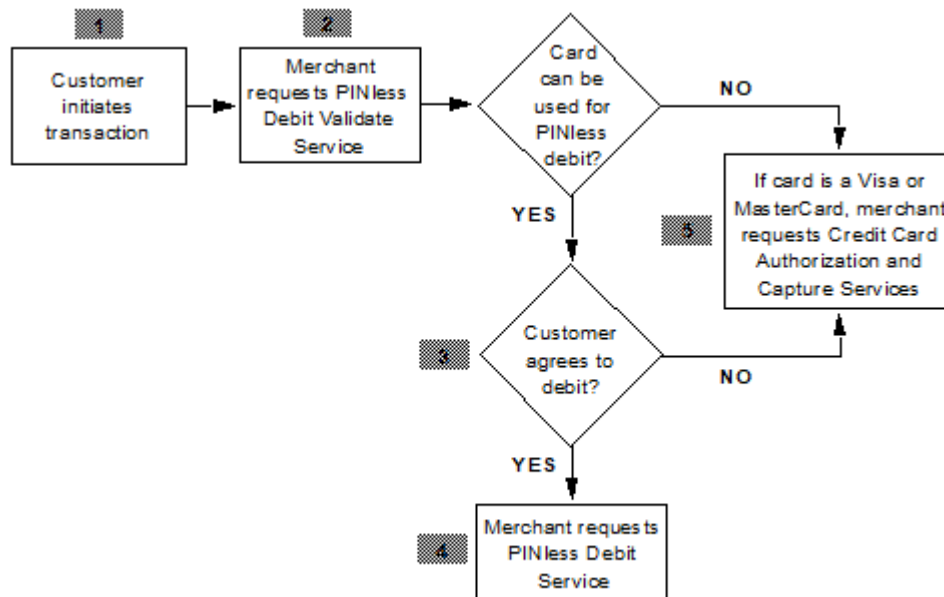 1
2
Customer
initiates
transaction
Merchant
requests PINless
Debit Validate
Service
Card
can be
used for
PINless
debit?
NO
YES
If card is a Visa or
MasterCard, merchant
requests Credit Card
Authorization and
Capture Services
5
3
Customer
agrees to
debit?
NO
YES
4
Merchant requests
PINless Debit
Service